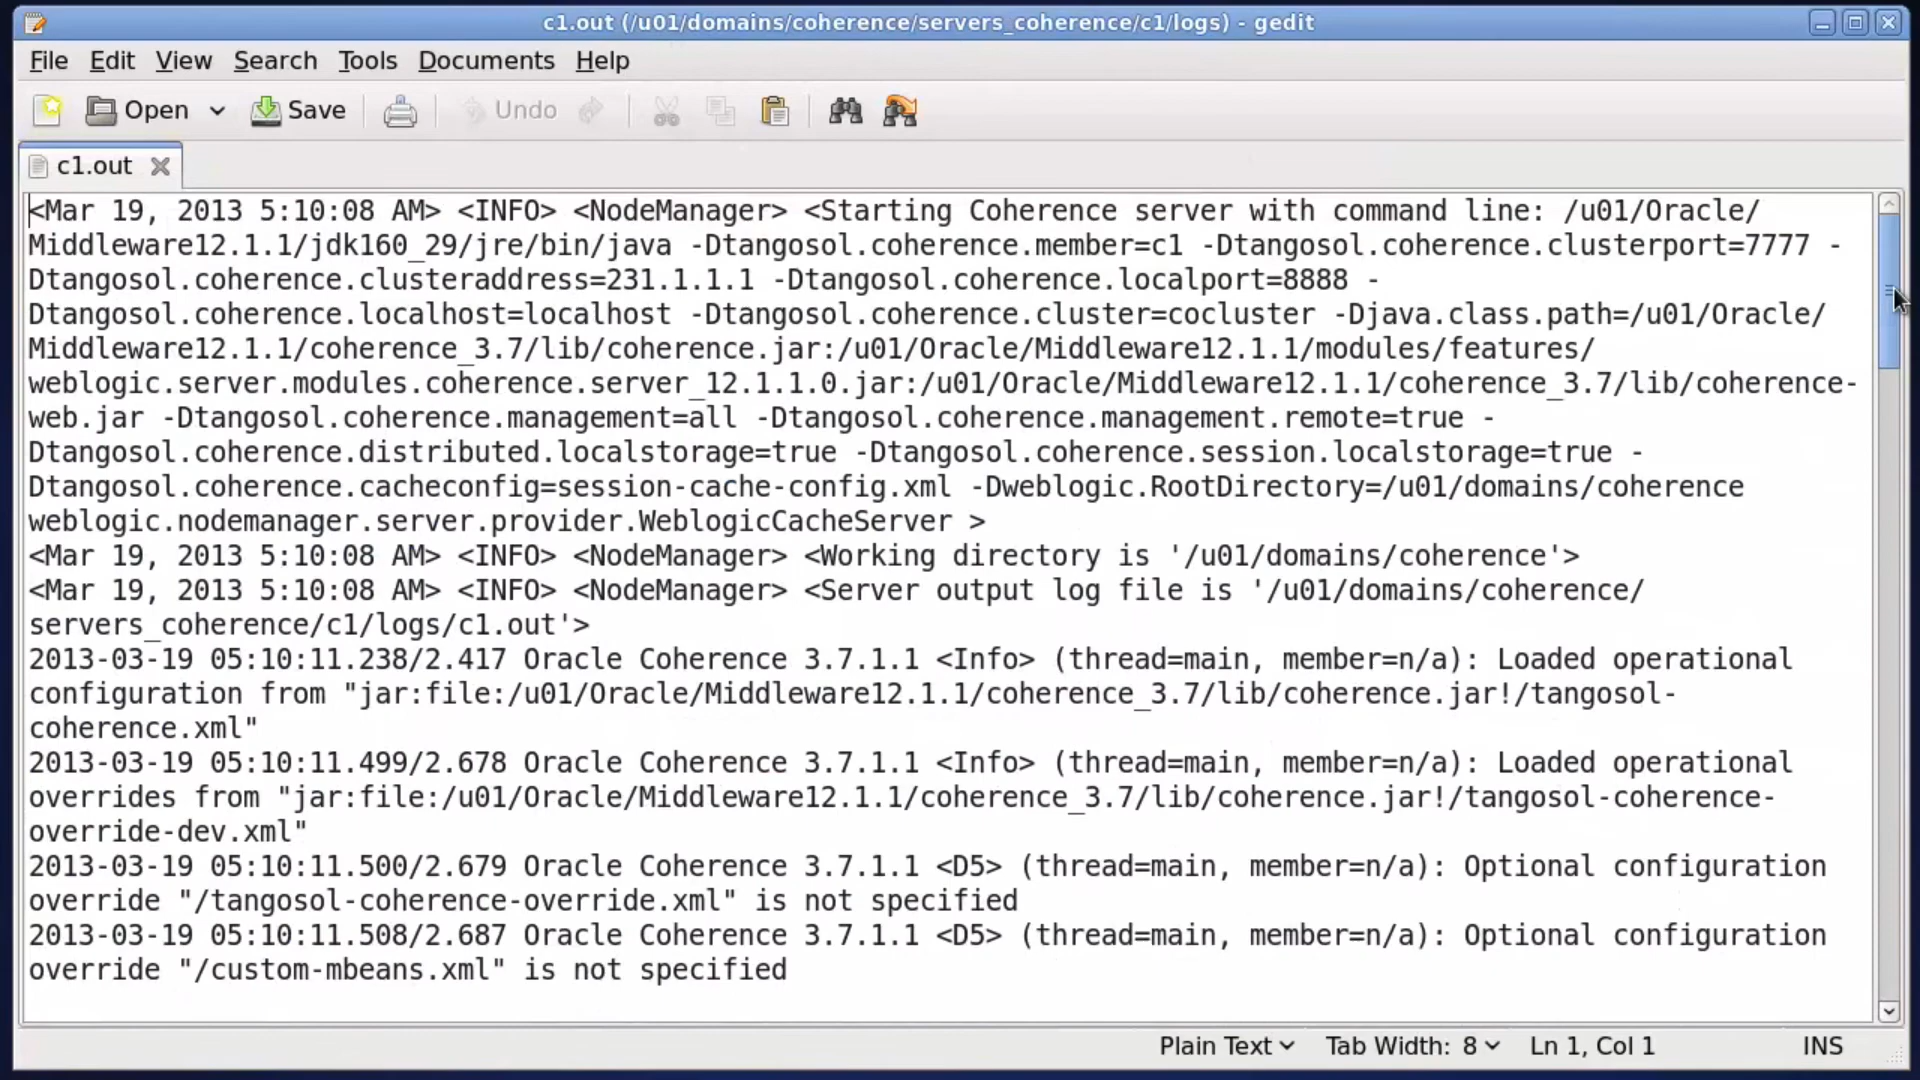 c1.out (/u01/domains/coherence/servers_coherence/c1/logs) - gedit
File Edit View Search Tools Documents Help
Open Save Undo
c1.out
<Mar 19, 2013 5:10:08 AM> <INFO> <NodeManager> <Starting Coherence server with command line: /u01/Oracle/
Middleware12.1.1/jdk160_29/jre/bin/java -Dtangosol.coherence.member=c1 -Dtangosol.coherence.clusterport=7777 -
Dtangosol.coherence.clusteraddress=231.1.1.1 -Dtangosol.coherence.localport=8888 -
Dtangosol.coherence.localhost=localhost -Dtangosol.coherence.cluster=cocluster -Djava.class.path=/u01/Oracle/
Middleware12.1.1/coherence_3.7/lib/coherence.jar:/u01/Oracle/Middleware12.1.1/modules/features/
weblogic.server.modules.coherence.server_12.1.1.0.jar:/u01/Oracle/Middleware12.1.1/coherence_3.7/lib/coherence-
web.jar -Dtangosol.coherence.management=all -Dtangosol.coherence.management.remote=true -
Dtangosol.coherence.distributed.localstorage=true -Dtangosol.coherence.session.localstorage=true -
Dtangosol.coherence.cacheconfig=session-cache-config.xml -Dweblogic.RootDirectory=/u01/domains/coherence
weblogic.nodemanager.server.provider.WeblogicCacheServer >
<Mar 19, 2013 5:10:08 AM> <INFO> <NodeManager> <Working directory is '/u01/domains/coherence'>
<Mar 19, 2013 5:10:08 AM> <INFO> <NodeManager> <Server output log file is '/u01/domains/coherence/
servers_coherence/c1/logs/c1.out'>
2013-03-19 05:10:11.238/2.417 Oracle Coherence 3.7.1.1 <Info> (thread=main, member=n/a): Loaded operational
configuration from "jar:file:/u01/Oracle/Middleware12.1.1/coherence_3.7/lib/coherence.jar!/tangosol-
coherence.xml"
2013-03-19 05:10:11.499/2.678 Oracle Coherence 3.7.1.1 <Info> (thread=main, member=n/a): Loaded operational
overrides from "jar:file:/u01/Oracle/Middleware12.1.1/coherence_3.7/lib/coherence.jar!/tangosol-coherence-
override-dev.xml"
2013-03-19 05:10:11.500/2.679 Oracle Coherence 3.7.1.1 <D5> (thread=main, member=n/a): Optional configuration
override "/tangosol-coherence-override.xml" is not specified
2013-03-19 05:10:11.508/2.687 Oracle Coherence 3.7.1.1 <D5> (thread=main, member=n/a): Optional configuration
override "/custom-mbeans.xml" is not specified
Plain Text Tab Width: 8 Ln 1, Col 1 INS